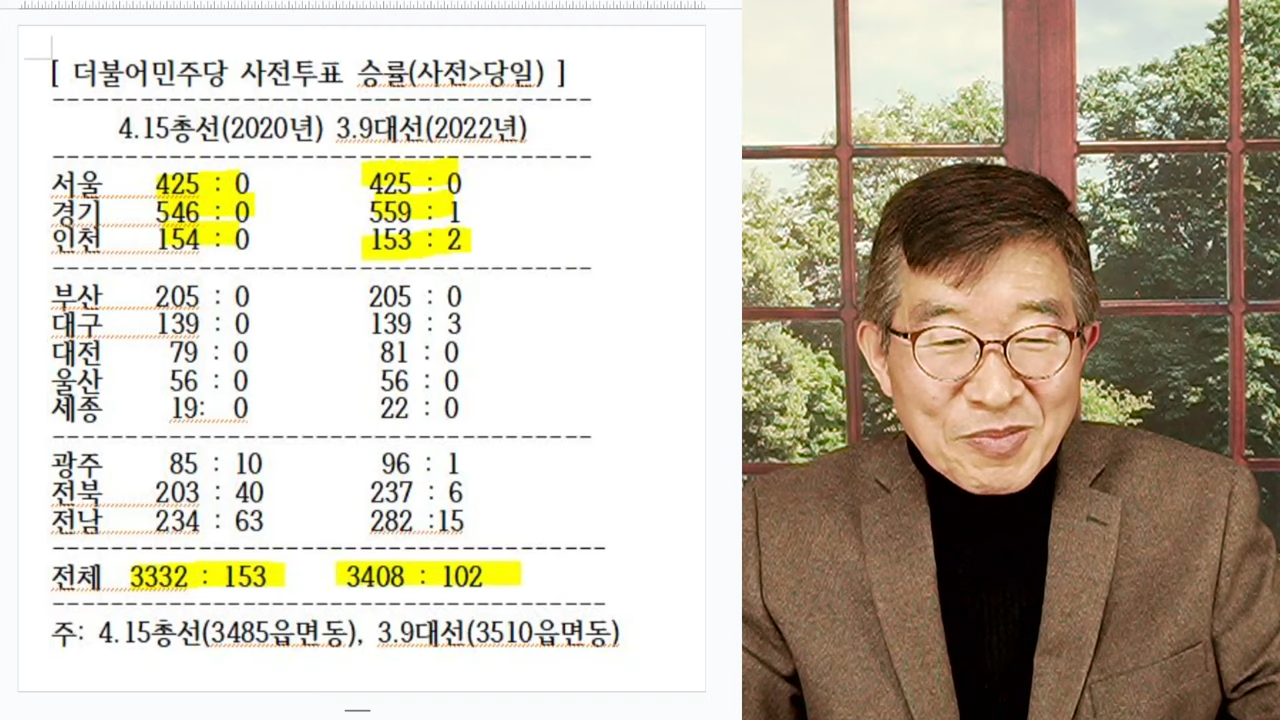 [ 더불어민주당 사전투표 승률(사전>당일) ]
4.15총선(2020년) 3.9대선(2022년)
서울 425 : 0 425 : 0
경기 546 : 0 559 : 1
인천 154 : 0 153 : 2
부산 205 : 0 205 : 0
대구 139 : 0 139 : 3
대전 79 : 0 81 : 0
울산 56 : 0 56 : 0
세종 19: 0 22 : 0
광주 85 : 10 96 : 1
전북 203 : 40 237 : 6
전남 234 : 63 282 :15
전체 3332 : 153 3408 : 102
주: 4.15총선(3485읍면동), 3.9대선(3510읍면동)